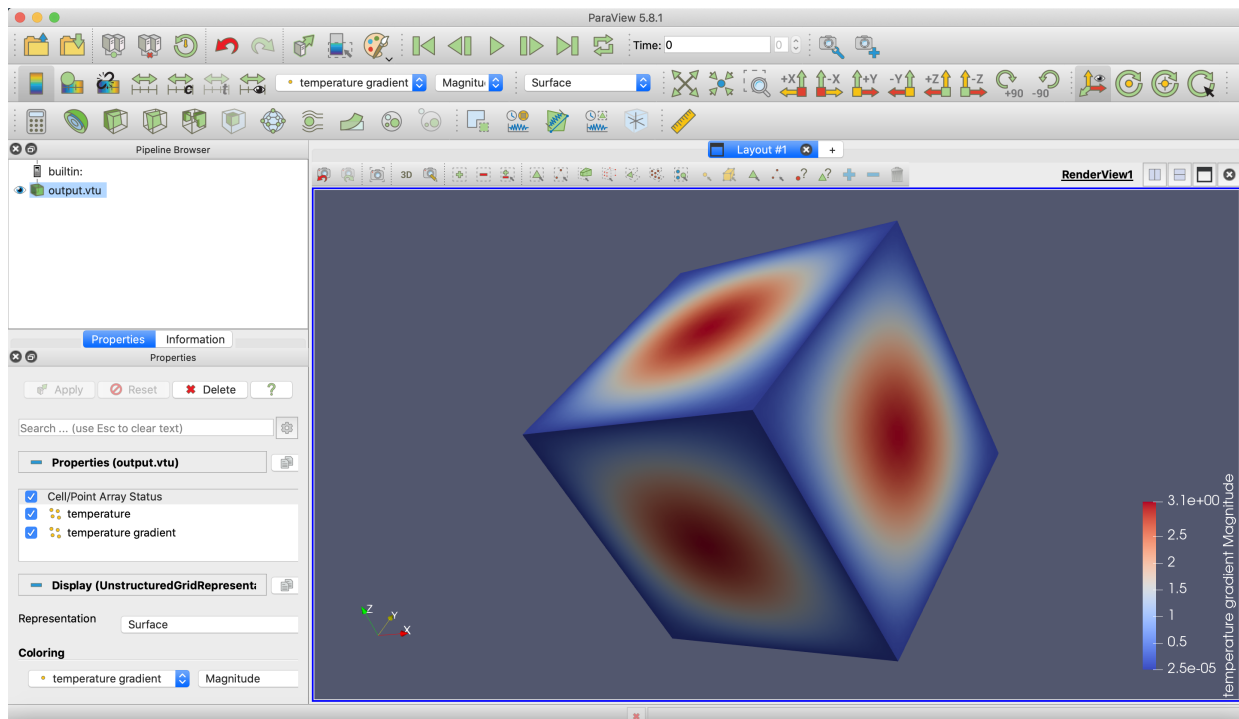 ParaView 5.8.1
Time: 0
0
temperature gradient
Magnitu
Surface
+X
-X
+Y
-Y
+Z
-Z
+90
-90
Pipeline Browser
builtin:
output.vtu
Properties
Information
Properties
Apply
Reset
Delete
?
Search ... (use Esc to clear text)
Properties (output.vtu)
Cell/Point Array Status
temperature
temperature gradient
Display (UnstructuredGridRepresenta
Representation
Surface
Coloring
temperature gradient
Magnitude
Layout #1
+
3D
RenderView1
Z
Y
X
3.1e+00
2.5
2
1.5
1
0.5
2.5e-05
temperature gradient Magnitude